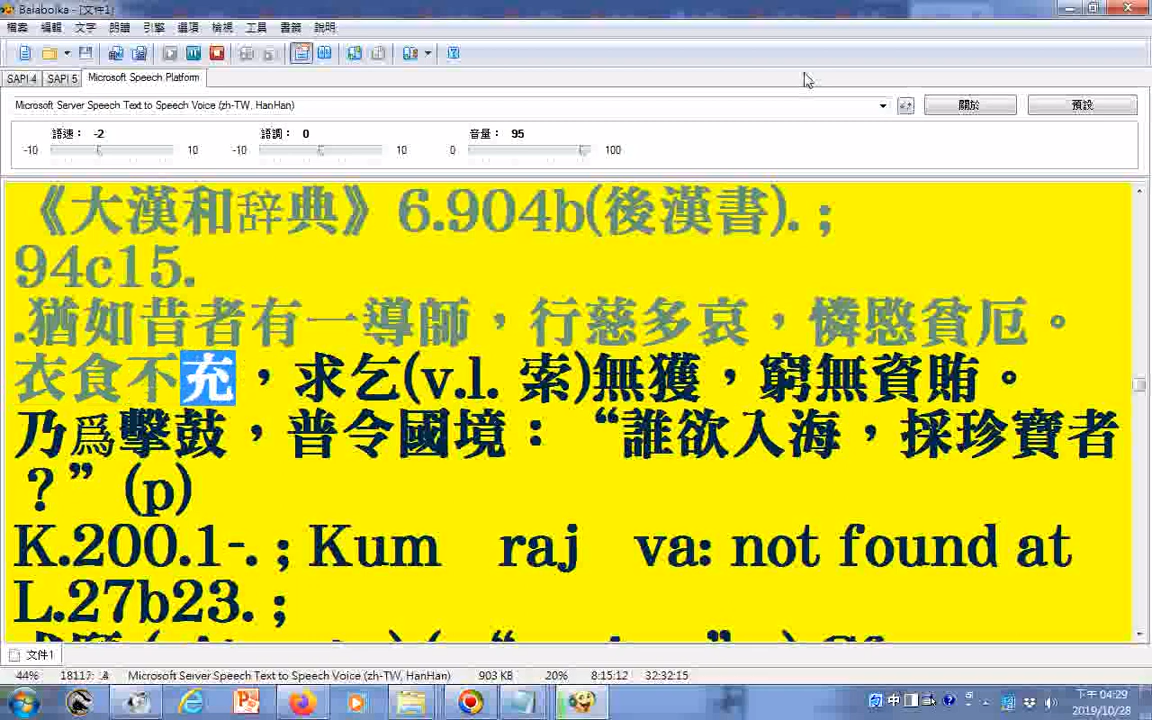 Balabolka - [文件1]
檔案 編輯 文字 朗讀 引擎 選項 檢視 工具 書籤 說明
SAPI 4 SAPI 5 Microsoft Speech Platform
Microsoft Server Speech Text to Speech Voice (zh-TW, HanHan) 關於 預設
語速： -2 語調： 0 音量： 95
-10 10 -10 10 0 100
《大漢和辞典》6.904b(後漢書). ;
94c15.
.猶如昔者有一導師，行慈多哀，憐愍貧厄。
衣食不充，求乞(v.l. 索)無獲，窮無資賄。
乃爲擊鼓，普令國境：“誰欲入海，採珍寶者
？”(p)
K.200.1-. ; Kum raj va: not found at
L.27b23. ;
文件1
44% 18117: Microsoft Server Speech Text to Speech Voice (zh-TW, HanHan) 903 KB 20% 8:15:12 32:32:15
中 下午 04:29
2019/10/28